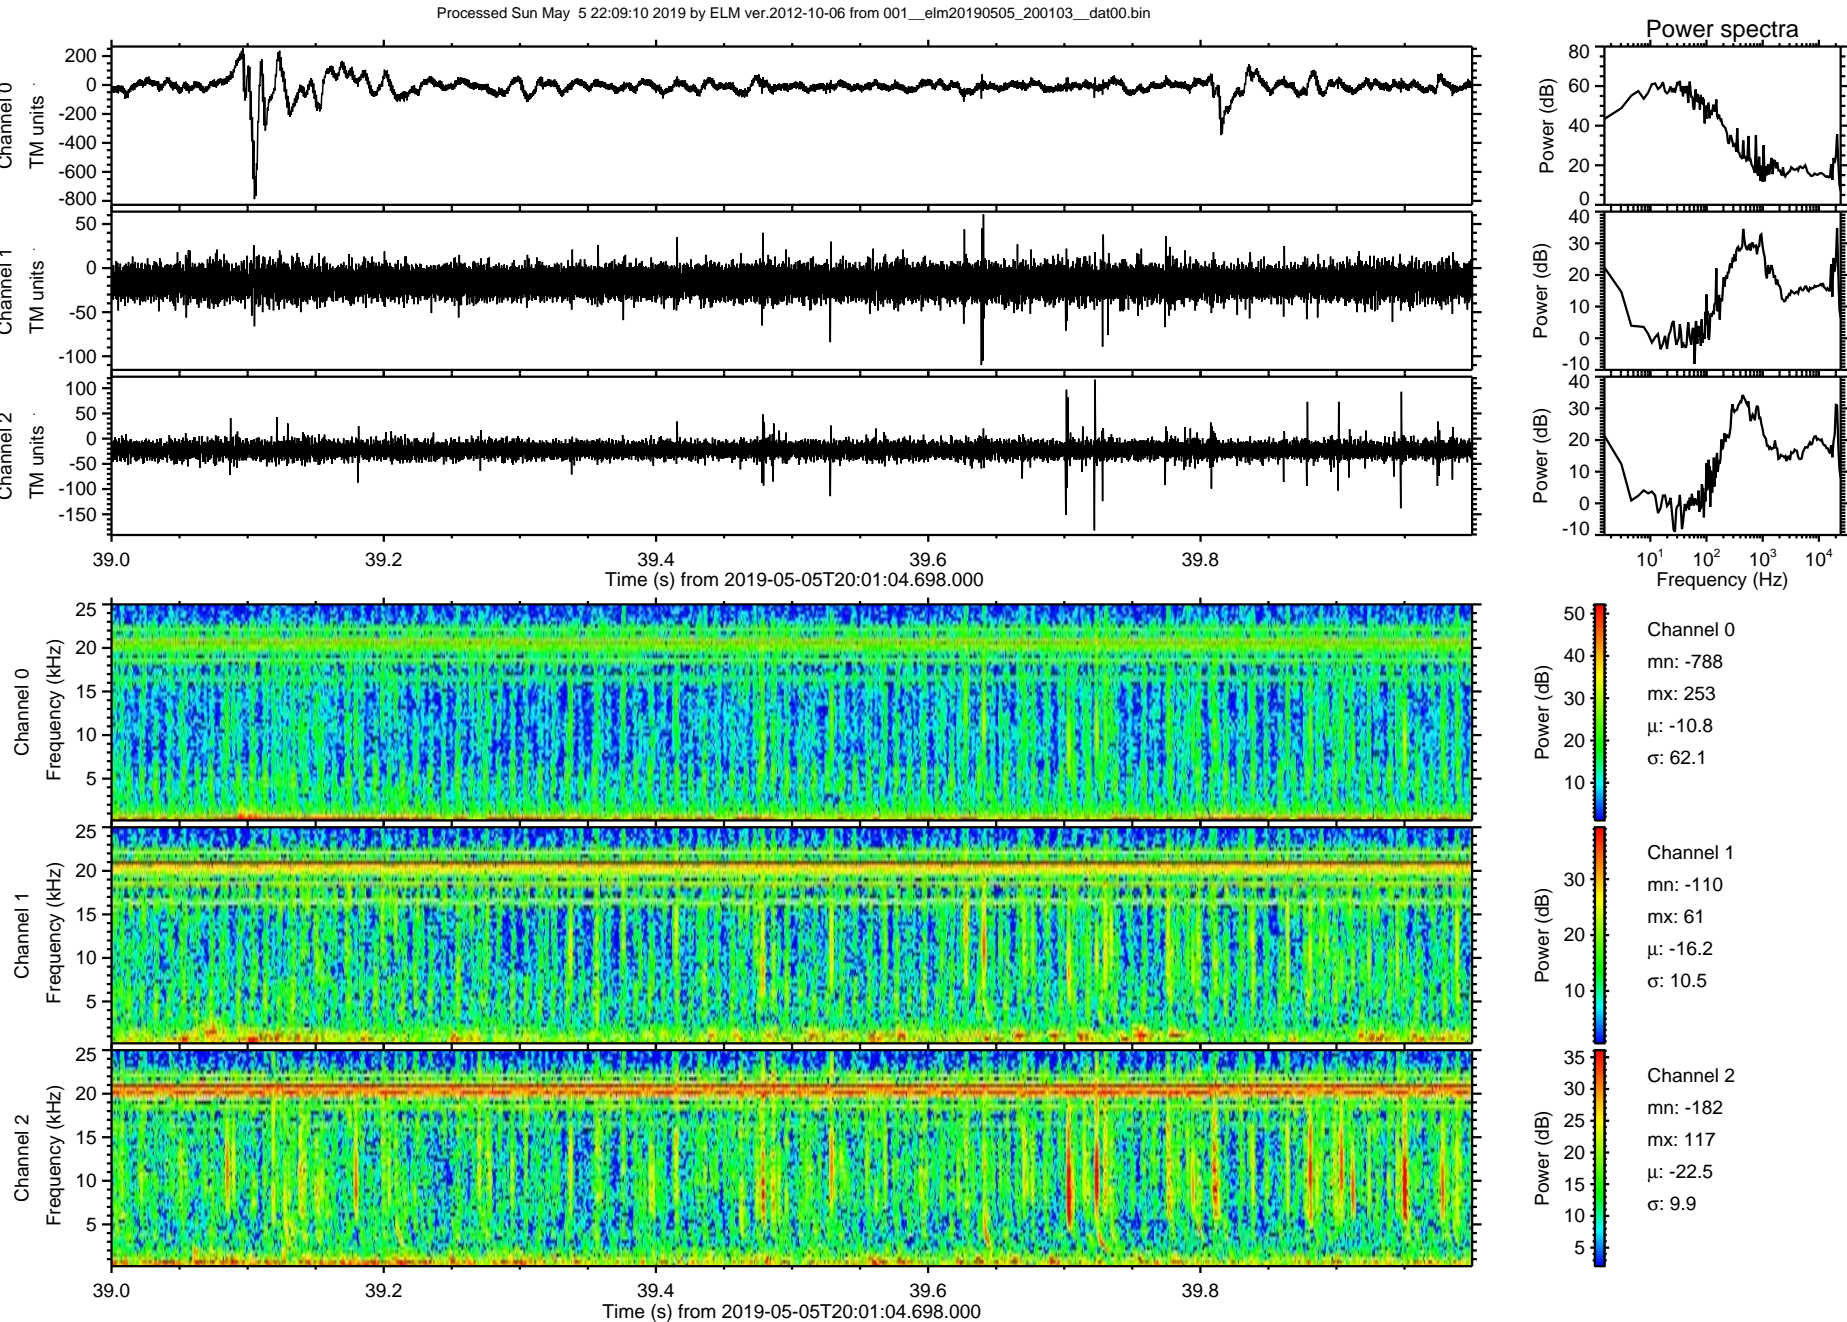 Processed Sun May 5 22:09:10 2019 by ELM ver.2012-10-06 from 001__elm20190505_200103__dat00.bin
Power spectra
Channel 0
TM units
200
0
-200
-400
-600
-800
Power (dB)
80
60
40
20
0
Channel 1
TM units
50
0
-50
-100
Power (dB)
40
30
20
10
0
-10
Channel 2
TM units
100
50
0
-50
-100
-150
Power (dB)
40
30
20
10
0
-10
39.0 39.2 39.4 39.6 39.8
Time (s) from 2019-05-05T20:01:04.698.000
10^1 10^2 10^3 10^4
Frequency (Hz)
Channel 0
Frequency (kHz)
25
20
15
10
5
Power (dB)
50
40
30
20
10
Channel 0
mn: -788
mx: 253
μ: -10.8
σ: 62.1
Channel 1
Frequency (kHz)
25
20
15
10
5
Power (dB)
30
20
10
Channel 1
mn: -110
mx: 61
μ: -16.2
σ: 10.5
Channel 2
Frequency (kHz)
25
20
15
10
5
Power (dB)
35
30
25
20
15
10
5
Channel 2
mn: -182
mx: 117
μ: -22.5
σ: 9.9
39.0 39.2 39.4 39.6 39.8
Time (s) from 2019-05-05T20:01:04.698.000